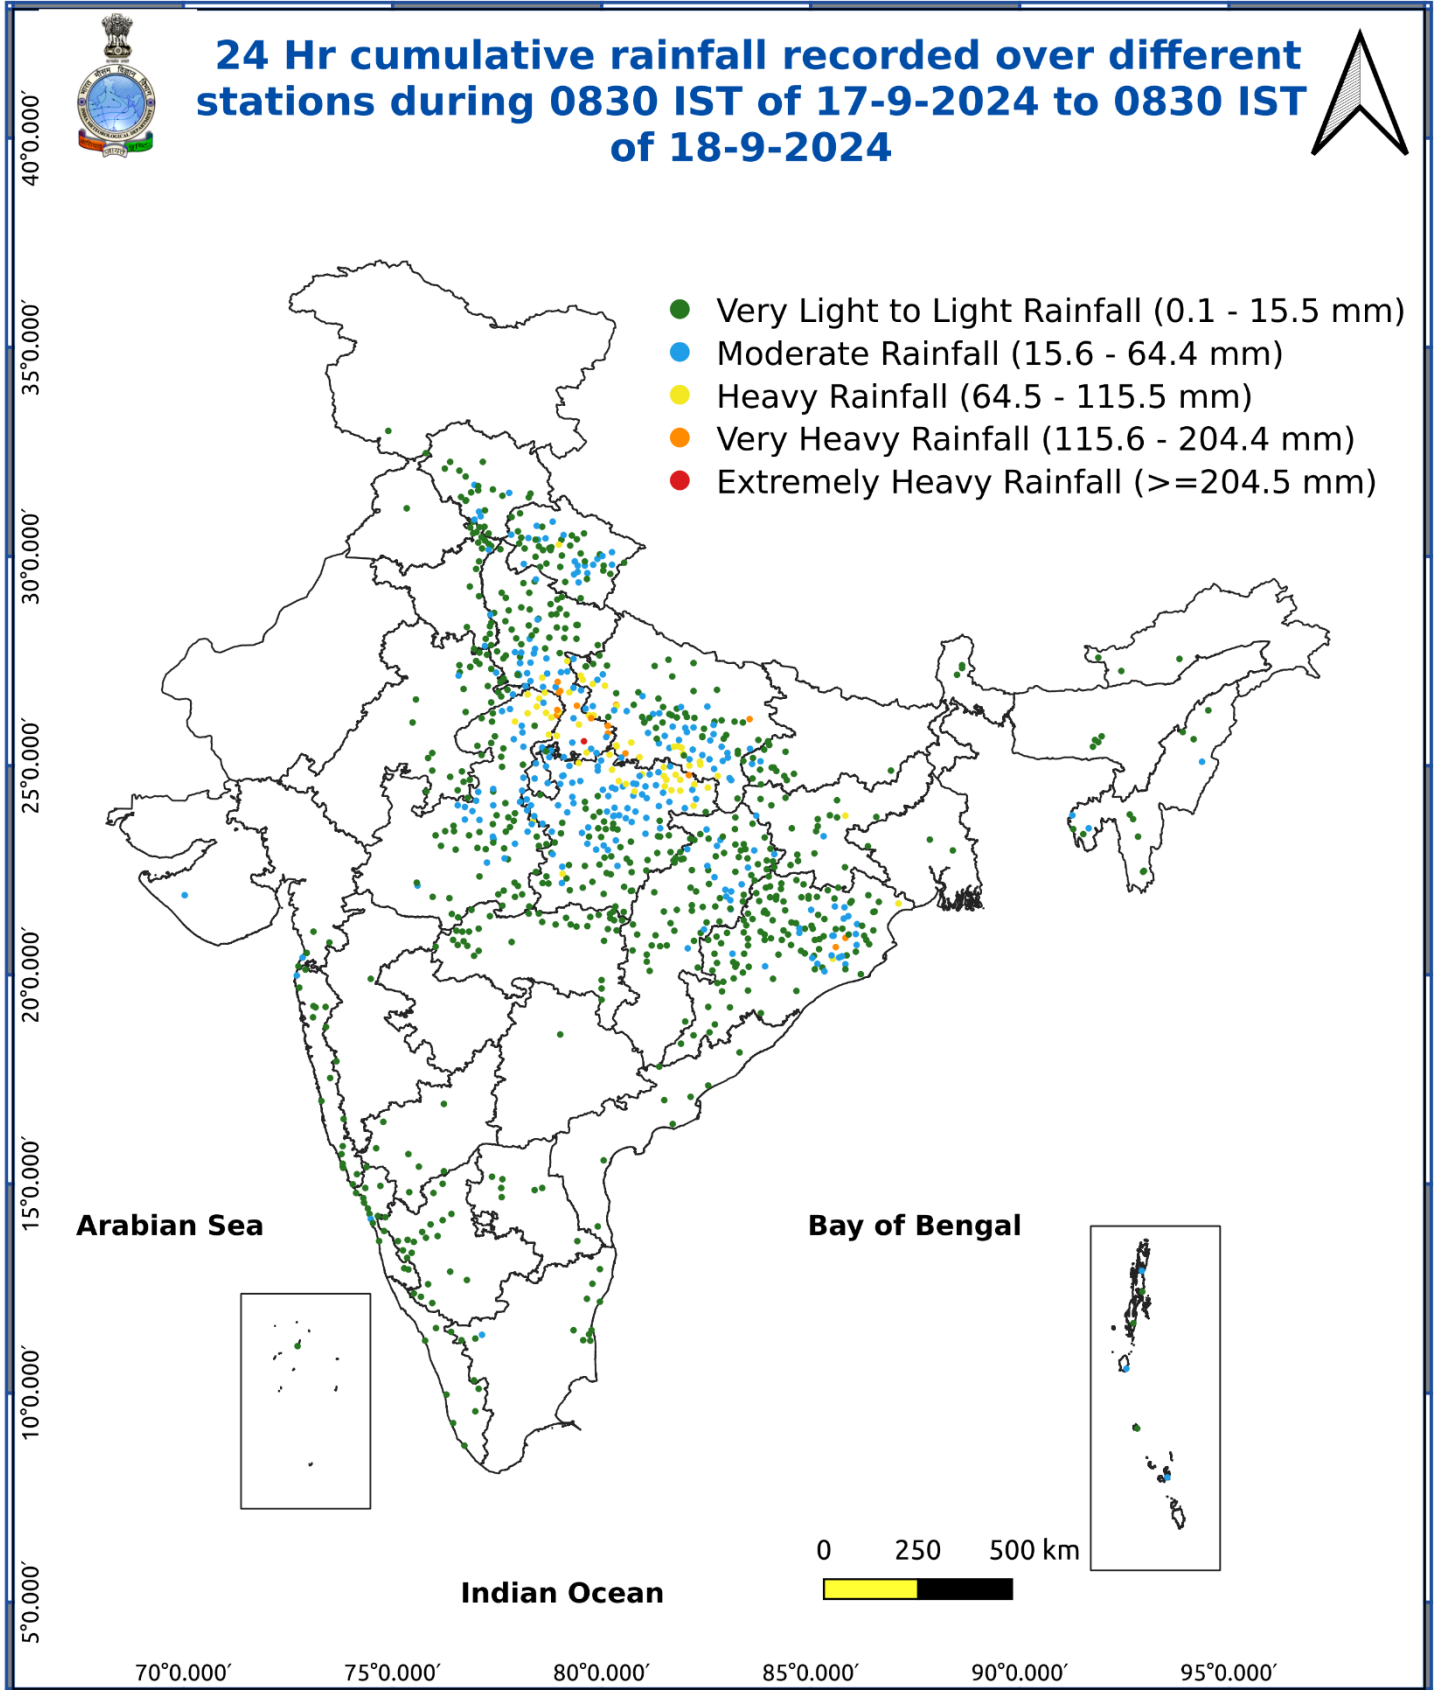 24 Hr cumulative rainfall recorded over different
stations during 0830 IST of 17-9-2024 to 0830 IST
of 18-9-2024
Very Light to Light Rainfall (0.1 - 15.5 mm)
Moderate Rainfall (15.6 - 64.4 mm)
Heavy Rainfall (64.5 - 115.5 mm)
Very Heavy Rainfall (115.6 - 204.4 mm)
Extremely Heavy Rainfall (>=204.5 mm)
40°0.000′
35°0.000′
30°0.000′
25°0.000′
20°0.000′
15°0.000′
10°0.000′
5°0.000′
Arabian Sea
Bay of Bengal
Indian Ocean
0 250 500 km
70°0.000′ 75°0.000′ 80°0.000′ 85°0.000′ 90°0.000′ 95°0.000′